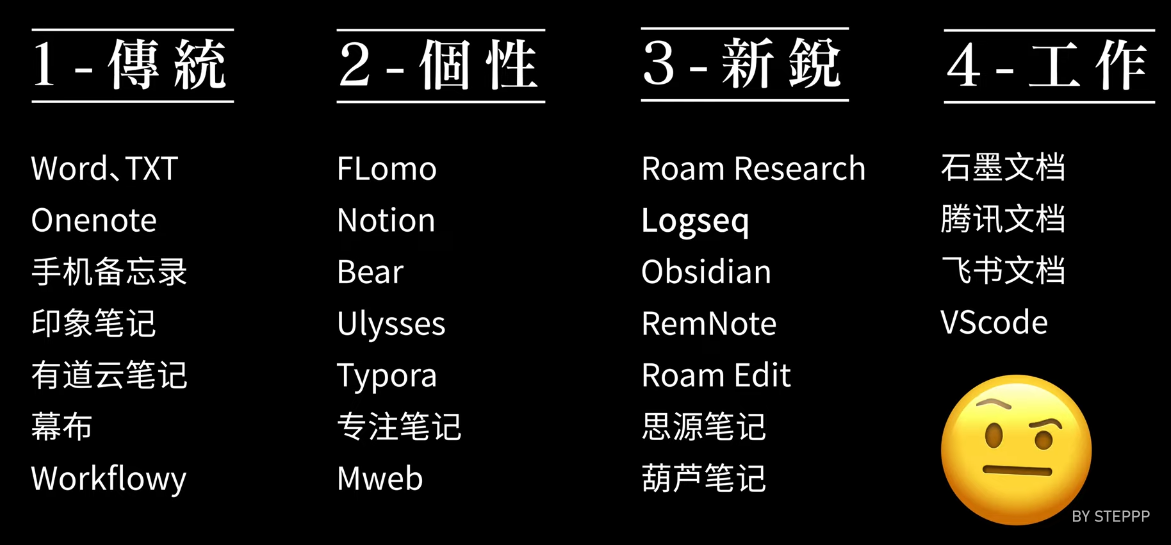 1-傳統
Word、TXT
Onenote
手机备忘录
印象笔记
有道云笔记
幕布
Workflowy
2-個性
FLomo
Notion
Bear
Ulysses
Typora
专注笔记
Mweb
3-新銳
Roam Research
Logseq
Obsidian
RemNote
Roam Edit
思源笔记
葫芦笔记
4-工作
石墨文档
腾讯文档
飞书文档
VScode
BY STEPPP